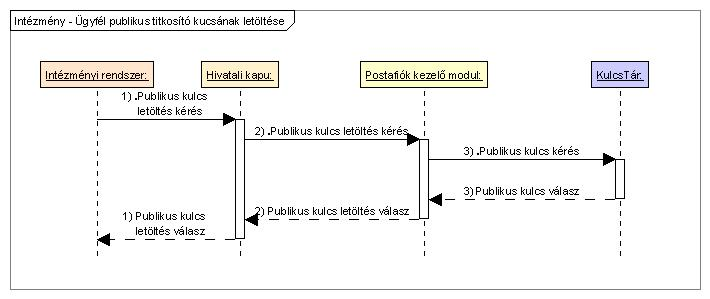 Intézmény - Ügyfél publikus titkosító kucsának letöltése
Intézményi rendszer:
Hivatali kapu:
Postafiók kezelő modul:
KulcsTár:
1) .Publikus kulcs
letöltés kérés
2) .Publikus kulcs letöltés kérés
3) .Publikus kulcs kérés
3) Publikus kulcs válasz
2) Publikus kulcs letöltés válasz
1) Publikus kulcs
letöltés válasz